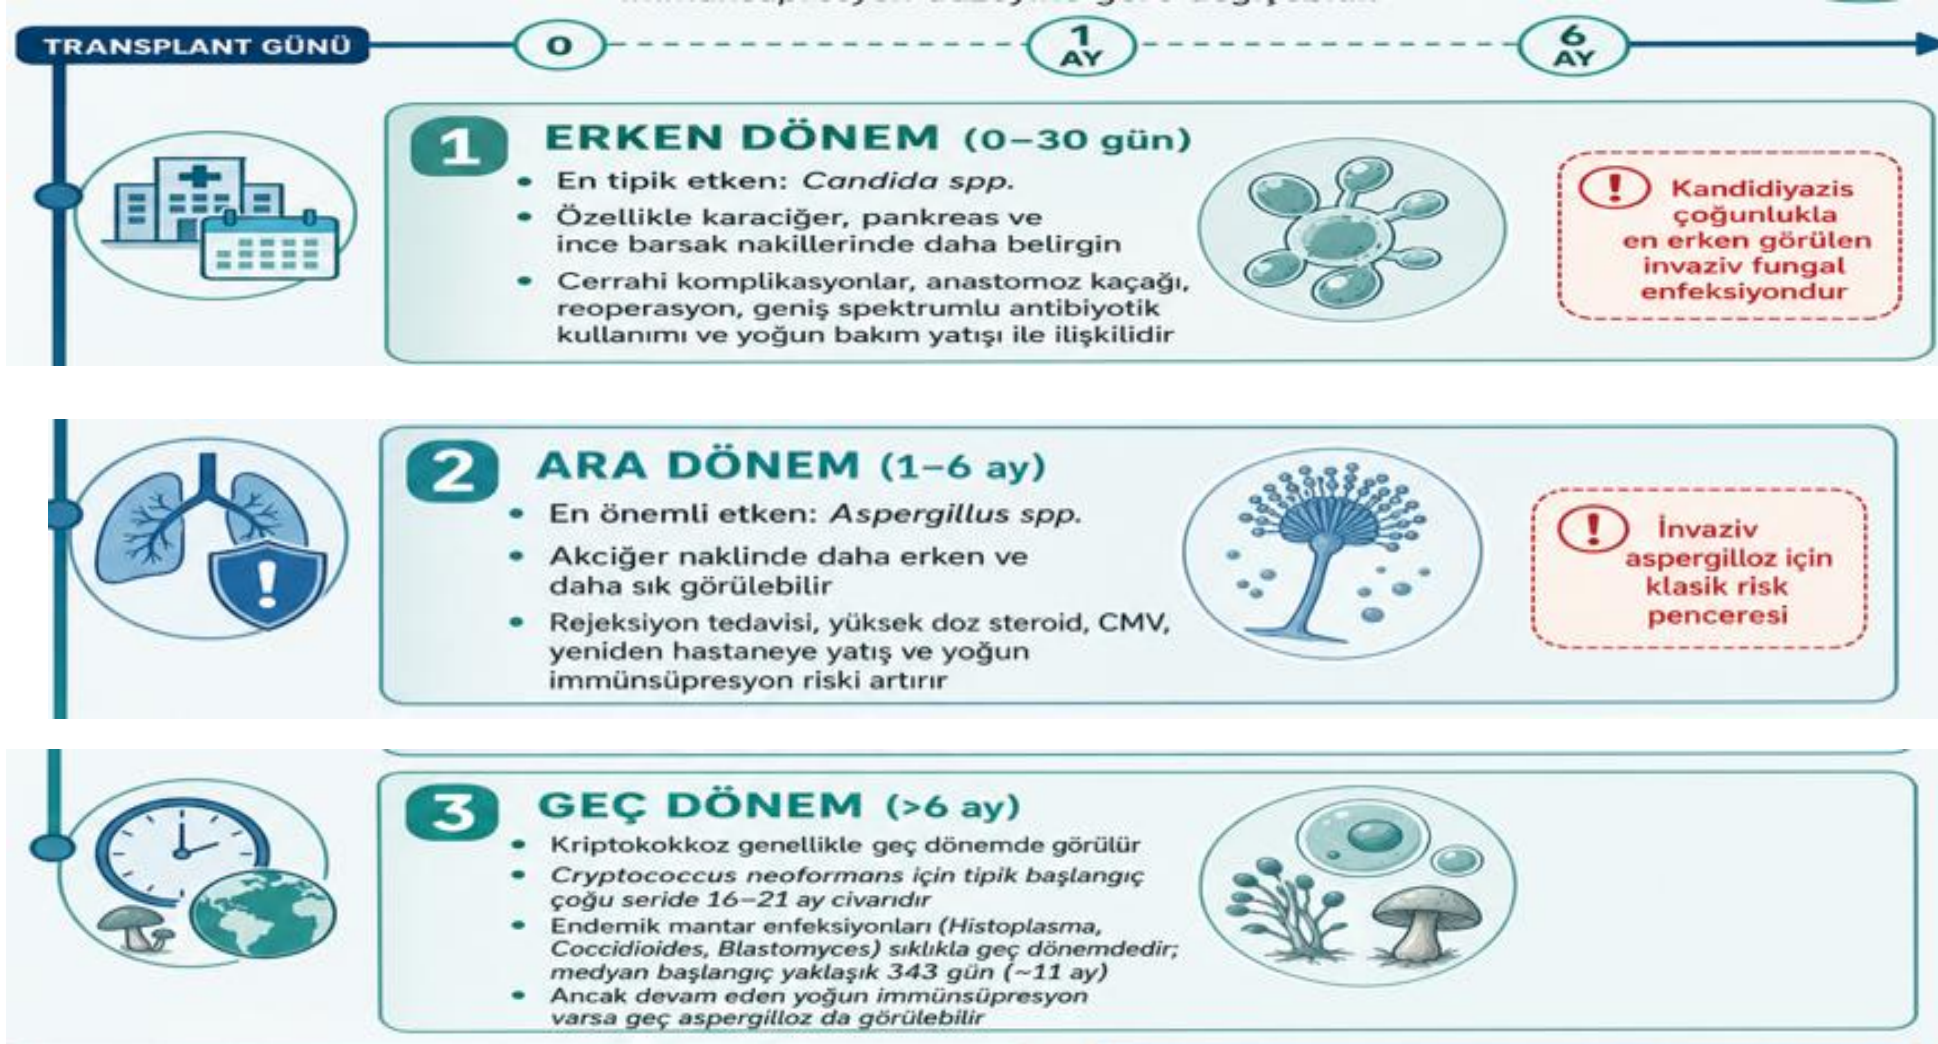 TRANSPLANT GÜNÜ
0
1
AY
6
AY
1
ERKEN DÖNEM (0–30 gün)
• En tipik etken: Candida spp.
• Özellikle karaciğer, pankreas ve
ince barsak nakillerinde daha belirgin
• Cerrahi komplikasyonlar, anastomoz kaçağı,
reoperasyon, geniş spektrumlu antibiyotik
kullanımı ve yoğun bakım yatışı ile ilişkilidir
! Kandidiyazis
çoğunlukla
en erken görülen
invaziv fungal
enfeksiyondur
2
ARA DÖNEM (1–6 ay)
• En önemli etken: Aspergillus spp.
• Akciğer naklinde daha erken ve
daha sık görülebilir
• Rejeksiyon tedavisi, yüksek doz steroid, CMV,
yeniden hastaneye yatış ve yoğun
immünsüpresyon riski artırır
!
! İnvaziv
aspergilloz için
klasik risk
penceresi
3
GEÇ DÖNEM (>6 ay)
• Kriptokokkoz genellikle geç dönemde görülür
• Cryptococcus neoformans için tipik başlangıç
çoğu seride 16–21 ay civarıdır
• Endemik mantar enfeksiyonları (Histoplasma,
Coccidioides, Blastomyces) sıklıkla geç dönemdedir;
medyan başlangıç yaklaşık 343 gün (~11 ay)
• Ancak devam eden yoğun immünsüpresyon
varsa geç aspergilloz da görülebilir